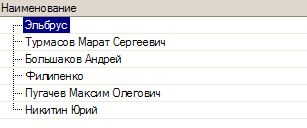 Наименование
Эльбрус
Турмасов Марат Сергеевич
Большаков Андрей
Филипенко
Пугачев Максим Олегович
Никитин Юрий